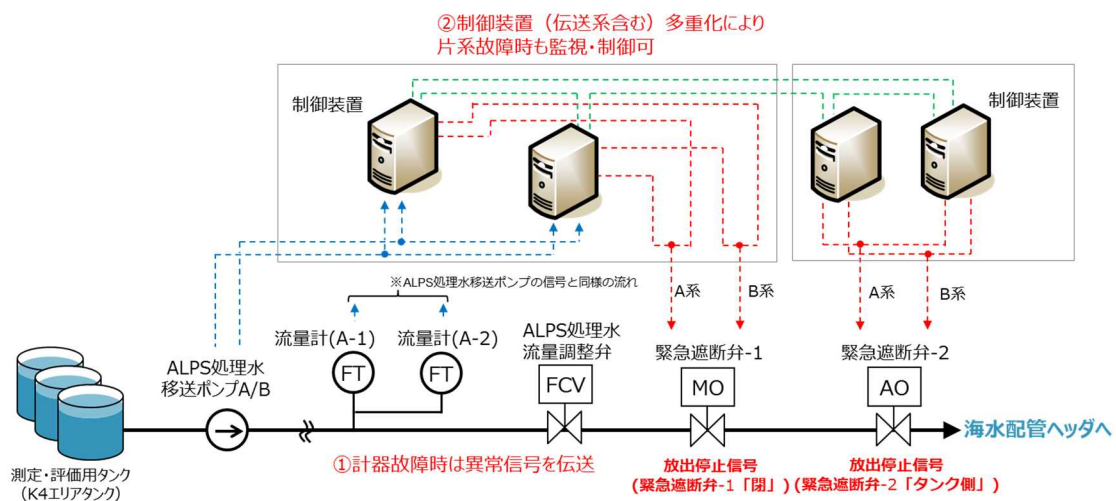 ②制御装置（伝送系含む）多重化により
片系故障時も監視・制御可
制御装置
制御装置
※ALPS処理水移送ポンプの信号と同様の流れ
A系
B系
A系
B系
ALPS処理水
移送ポンプA/B
流量計(A-1)
流量計(A-2)
ALPS処理水
流量調整弁
緊急遮断弁-1
緊急遮断弁-2
FT
FT
FCV
MO
AO
海水配管ヘッダへ
測定・評価用タンク
(K4エリアタンク)
①計器故障時は異常信号を伝送
放出停止信号
(緊急遮断弁-1「閉」)
放出停止信号
(緊急遮断弁-2「タンク側」)